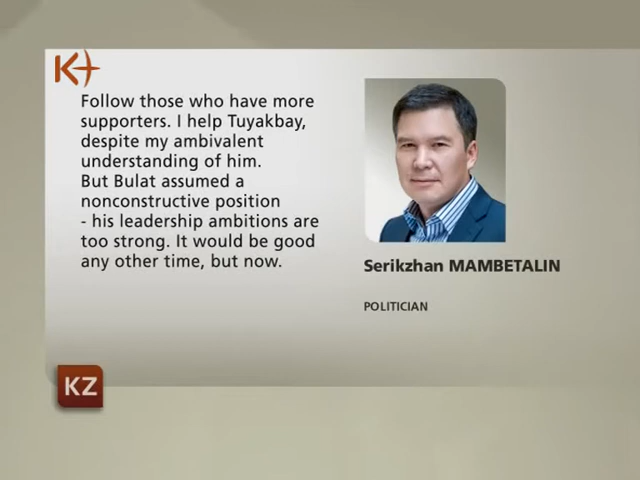 K+
Follow those who have more
supporters. I help Tuyakbay,
despite my ambivalent
understanding of him.
But Bulat assumed a
nonconstructive position
- his leadership ambitions are
too strong. It would be good
any other time, but now.
Serikzhan MAMBETALIN
POLITICIAN
KZ